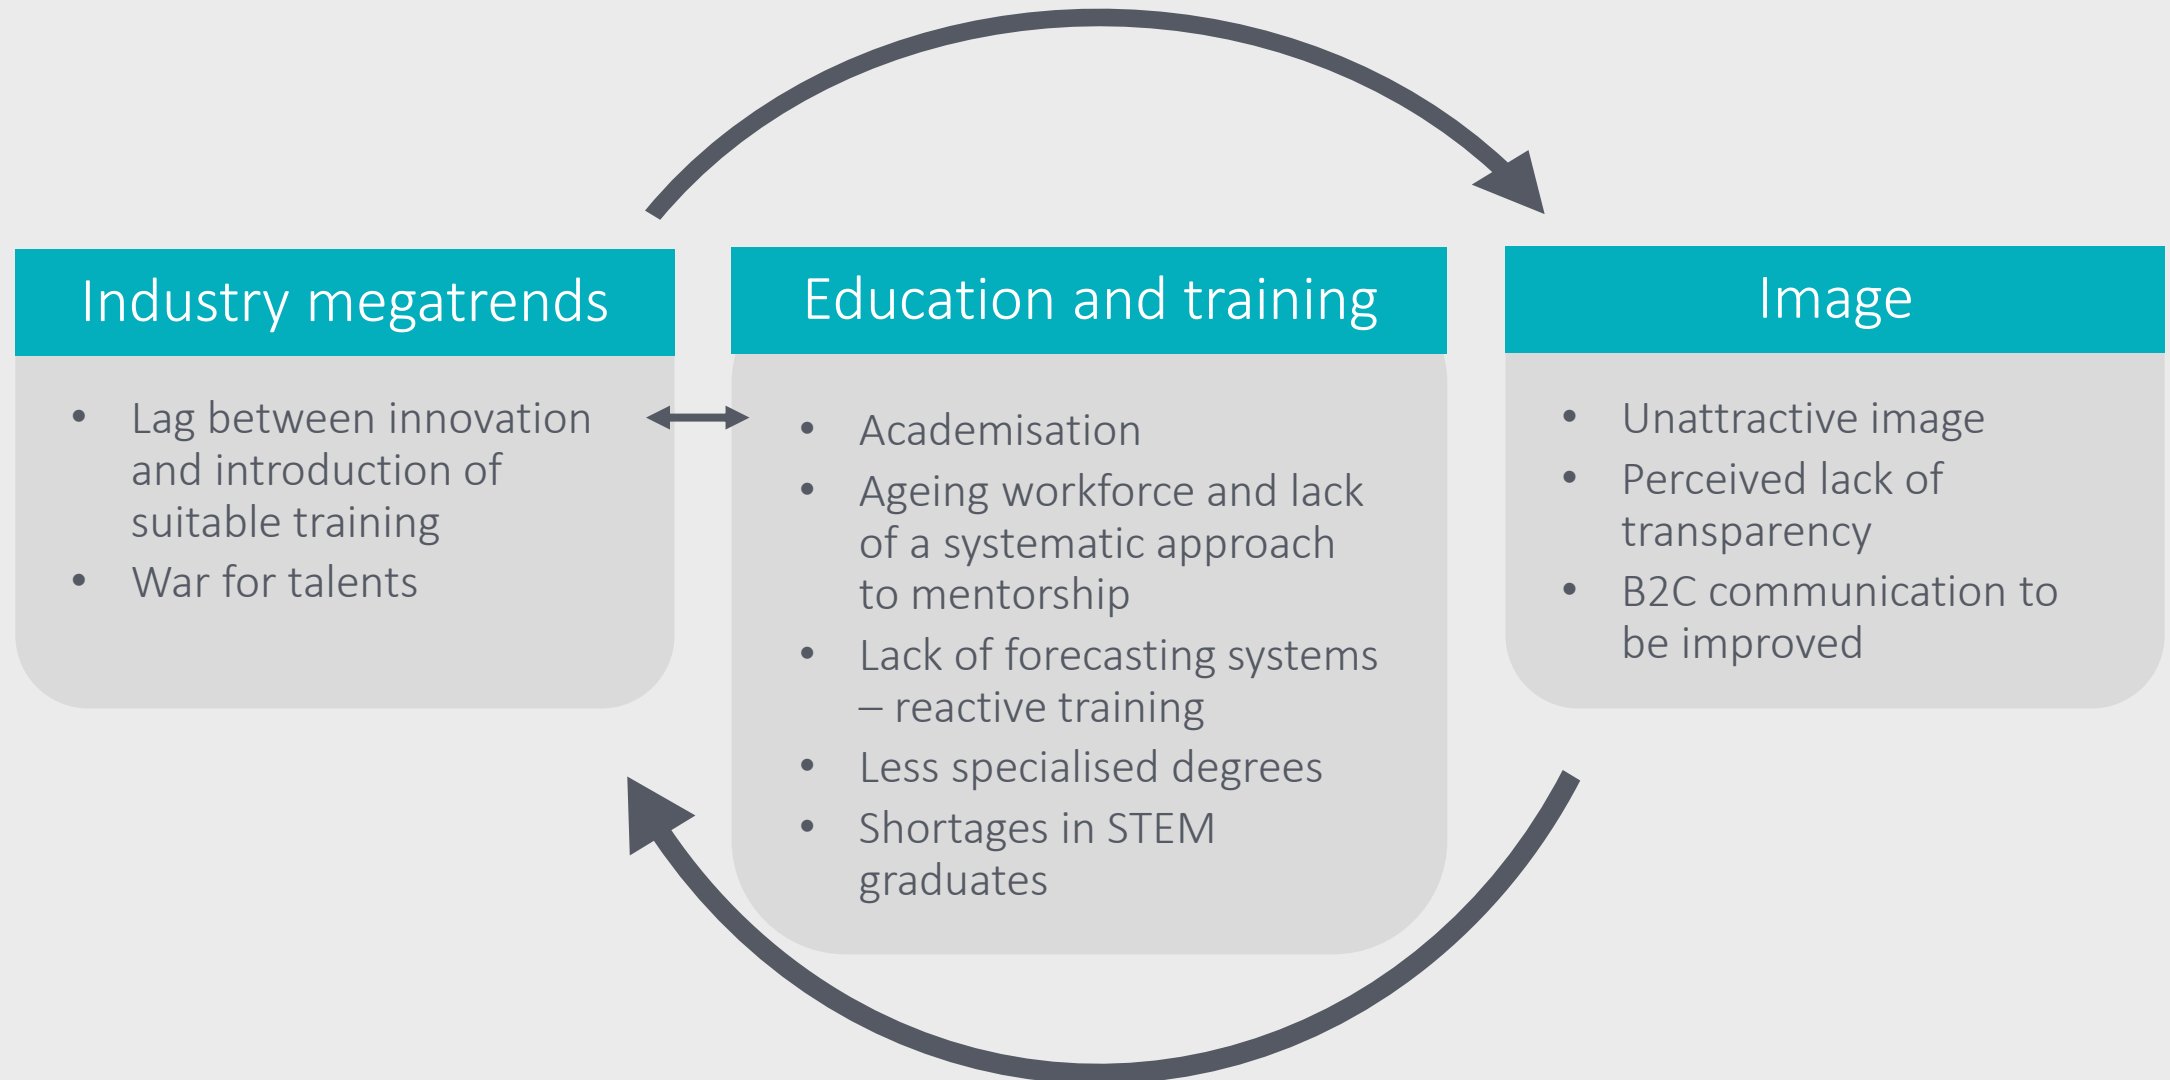 Industry megatrends
• Lag between innovation
and introduction of
suitable training
• War for talents
Education and training
• Academisation
• Ageing workforce and lack
of a systematic approach
to mentorship
• Lack of forecasting systems
– reactive training
• Less specialised degrees
• Shortages in STEM
graduates
Image
• Unattractive image
• Perceived lack of
transparency
• B2C communication to
be improved